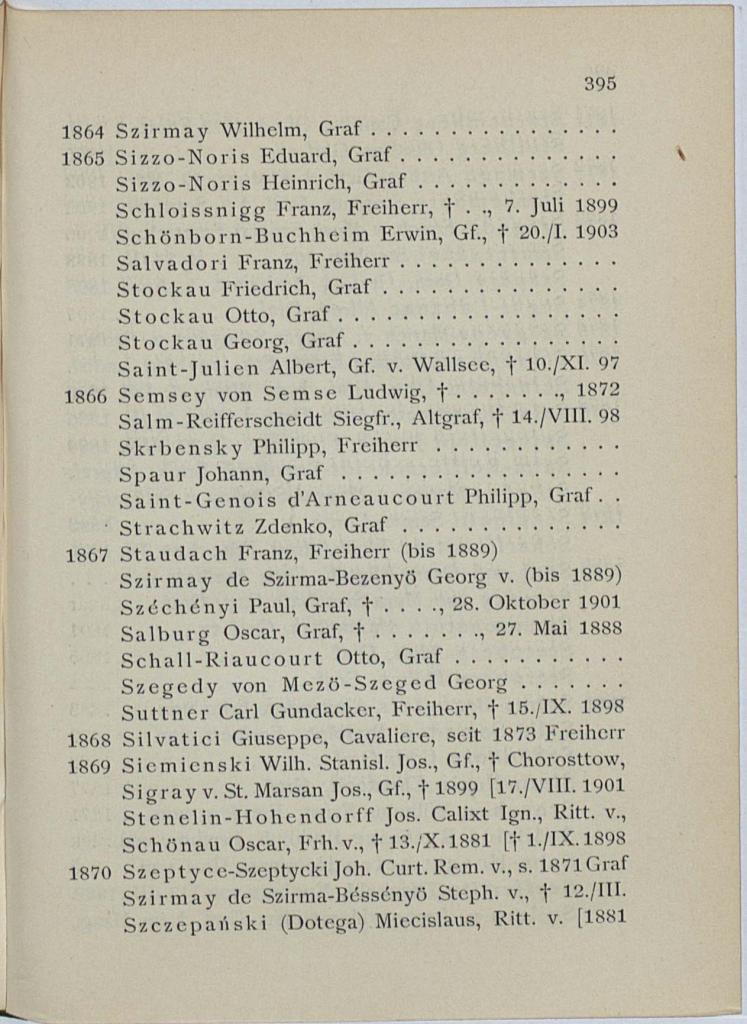 395
1864 Szirmay Wilhelm, Graf . . . . . . . . . . . . . . . .
1865 Sizzo-Noris Eduard, Graf . . . . . . . . . . . . . .
Sizzo-Noris Heinrich, Graf . . . . . . . . . . . . .
Schloissnigg Franz, Freiherr, † . ., 7. Juli 1899
Schönborn-Buchheim Erwin, Gf., † 20./I. 1903
Salvadori Franz, Freiherr . . . . . . . . . . . . . .
Stockau Friedrich, Graf . . . . . . . . . . . . . . .
Stockau Otto, Graf . . . . . . . . . . . . . . . . . .
Stockau Georg, Graf . . . . . . . . . . . . . . . . .
Saint-Julien Albert, Gf. v. Wallsee, † 10./XI. 97
1866 Semsey von Semse Ludwig, † . . . . . . ., 1872
Salm-Reifferscheidt Siegfr., Altgraf, † 14./VIII. 98
Skrbensky Philipp, Freiherr . . . . . . . . . . . .
Spaur Johann, Graf . . . . . . . . . . . . . . . . . .
Saint-Genois d'Arneaucourt Philipp, Graf . .
Strachwitz Zdenko, Graf . . . . . . . . . . . . . .
1867 Staudach Franz, Freiherr (bis 1889)
Szirmay de Szirma-Bezenyö Georg v. (bis 1889)
Széchényi Paul, Graf, † . . . ., 28. Oktober 1901
Salburg Oscar, Graf, † . . . . . . ., 27. Mai 1888
Schall-Riaucourt Otto, Graf . . . . . . . . . . .
Szegedy von Mezö-Szeged Georg . . . . . . .
Suttner Carl Gundacker, Freiherr, † 15./IX. 1898
1868 Silvatici Giuseppe, Cavaliere, seit 1873 Freiherr
1869 Siemienski Wilh. Stanisl. Jos., Gf., † Chorosttow,
Sigray v. St. Marsan Jos., Gf., † 1899 [17./VIII. 1901
Stenelin-Hohendorff Jos. Calixt Ign., Ritt. v.,
Schönau Oscar, Frh. v., † 13./X. 1881 [† 1./IX. 1898
1870 Szeptyce-Szeptycki Joh. Curt. Rem. v., s. 1871 Graf
Szirmay de Szirma-Béssényö Steph. v., † 12./III.
Szczepański (Dotega) Miecislaus, Ritt. v. [1881